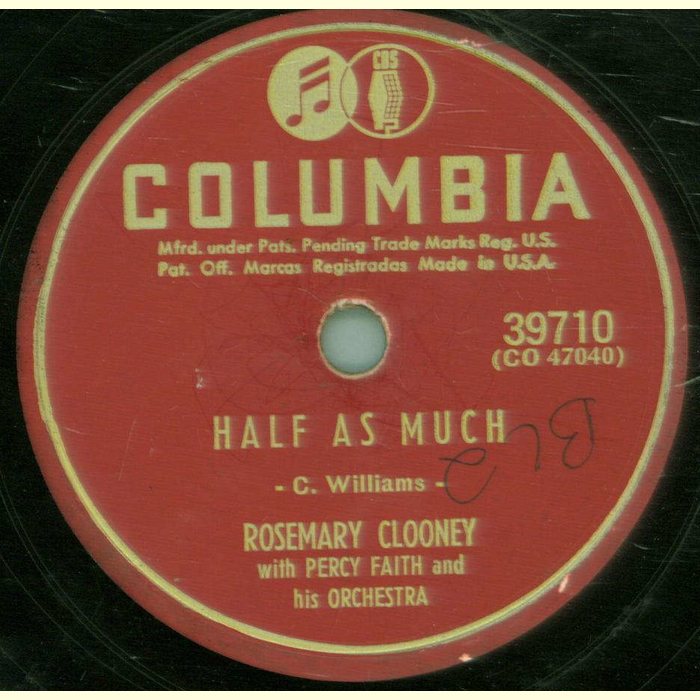 CBS
COLUMBIA
Mfrd. under Pats. Pending Trade Marks Reg. U.S.
Pat. Off. Marcas Registradas Made in U.S.A.
39710
(CO 47040)
HALF AS MUCH
- C. Williams -
ROSEMARY CLOONEY
with PERCY FAITH and
his ORCHESTRA